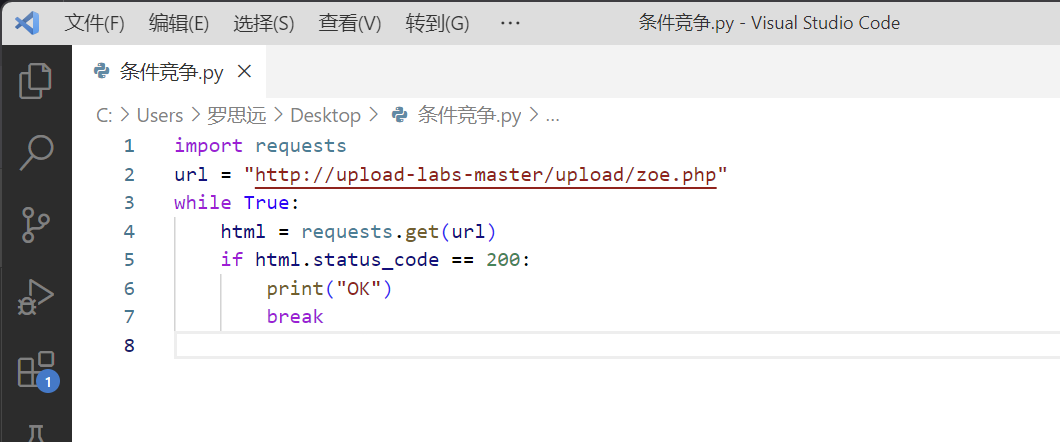 文件(F) 编辑(E) 选择(S) 查看(V) 转到(G) ··· 条件竞争.py - Visual Studio Code
条件竞争.py ×
C: > Users > 罗思远 > Desktop > 条件竞争.py > ...
1 import requests
2 url = "http://upload-labs-master/upload/zoe.php"
3 while True:
4     html = requests.get(url)
5     if html.status_code == 200:
6         print("OK")
7         break
8
1